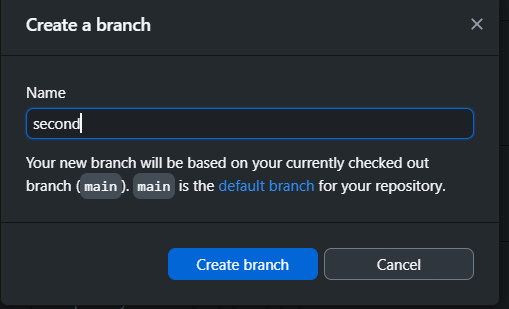 Create a branch
Name
second
Your new branch will be based on your currently checked out
branch (main). main is the default branch for your repository.
Create branch
Cancel